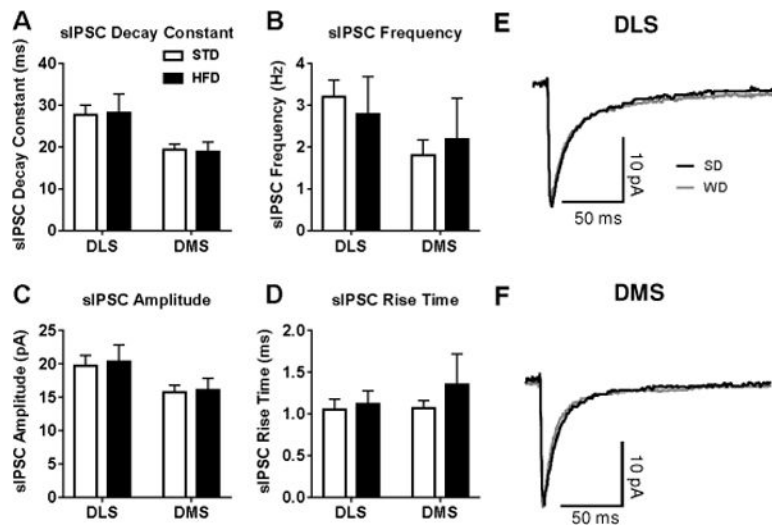 A
sIPSC Decay Constant
STD
HFD
sIPSC Decay Constant (ms)
40
30
20
10
0
DLS
DMS
B
sIPSC Frequency
sIPSC Frequency (Hz)
4
3
2
1
0
DLS
DMS
E
DLS
10 pA
50 ms
SD
WD
C
sIPSC Amplitude
sIPSC Amplitude (pA)
25
20
15
10
5
0
DLS
DMS
D
sIPSC Rise Time
sIPSC Rise Time (ms)
2.0
1.5
1.0
0.5
0.0
DLS
DMS
F
DMS
10 pA
50 ms